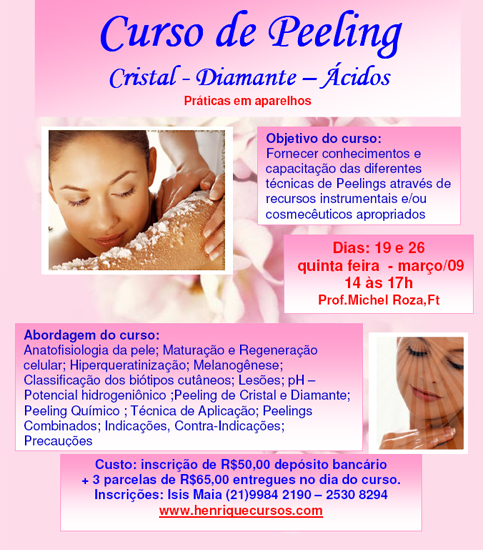 Curso de Peeling
Cristal - Diamante – Ácidos
Práticas em aparelhos
Objetivo do curso:
Fornecer conhecimentos e
capacitação das diferentes
técnicas de Peelings através de
recursos instrumentais e/ou
cosmecêuticos apropriados
Dias: 19 e 26
quinta feira - março/09
14 às 17h
Prof.Michel Roza,Ft
Abordagem do curso:
Anatofisiologia da pele; Maturação e Regeneração
celular; Hiperqueratinização; Melanogênese;
Classificação dos biótipos cutâneos; Lesões; pH –
Potencial hidrogeniônico ;Peeling de Cristal e Diamante;
Peeling Químico ; Técnica de Aplicação; Peelings
Combinados; Indicações, Contra-Indicações;
Precauções
Custo: inscrição de R$50,00 depósito bancário
+ 3 parcelas de R$65,00 entregues no dia do curso.
Inscrições: Isis Maia (21)9984 2190 – 2530 8294
www.henriquecursos.com